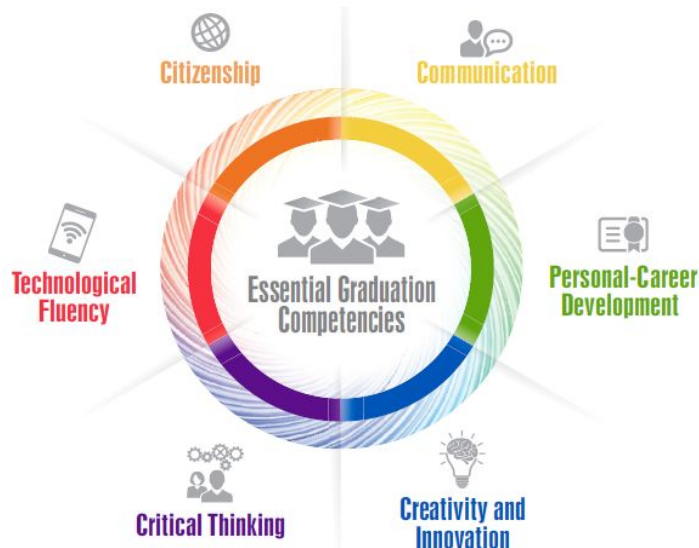 Citizenship
Communication
Technological
Fluency
Essential Graduation
Competencies
Personal-Career
Development
Critical Thinking
Creativity and
Innovation